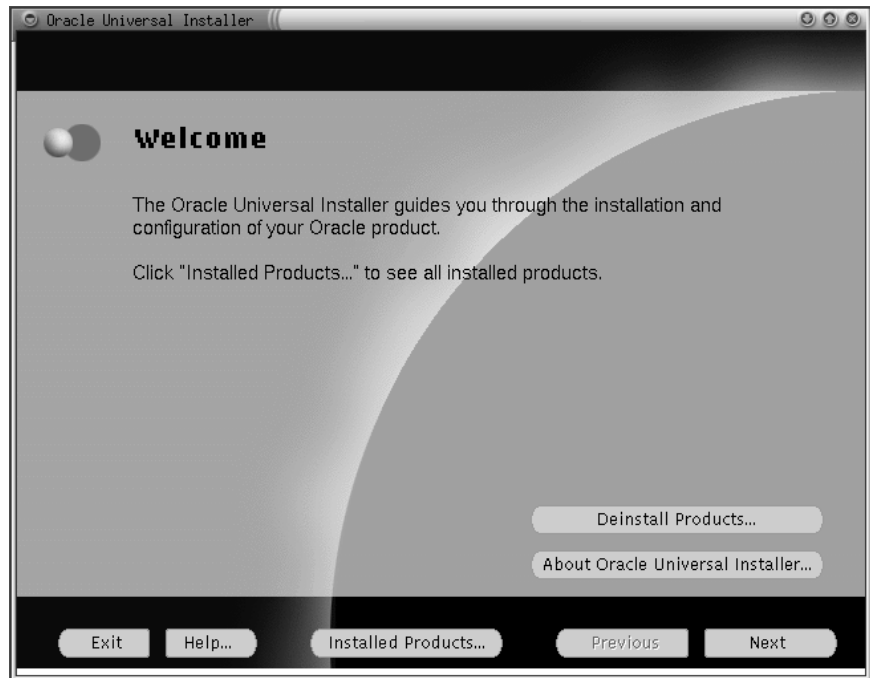 Oracle Universal Installer
Welcome
The Oracle Universal Installer guides you through the installation and
configuration of your Oracle product.
Click "Installed Products..." to see all installed products.
Deinstall Products...
About Oracle Universal Installer...
Exit
Help...
Installed Products...
Previous
Next